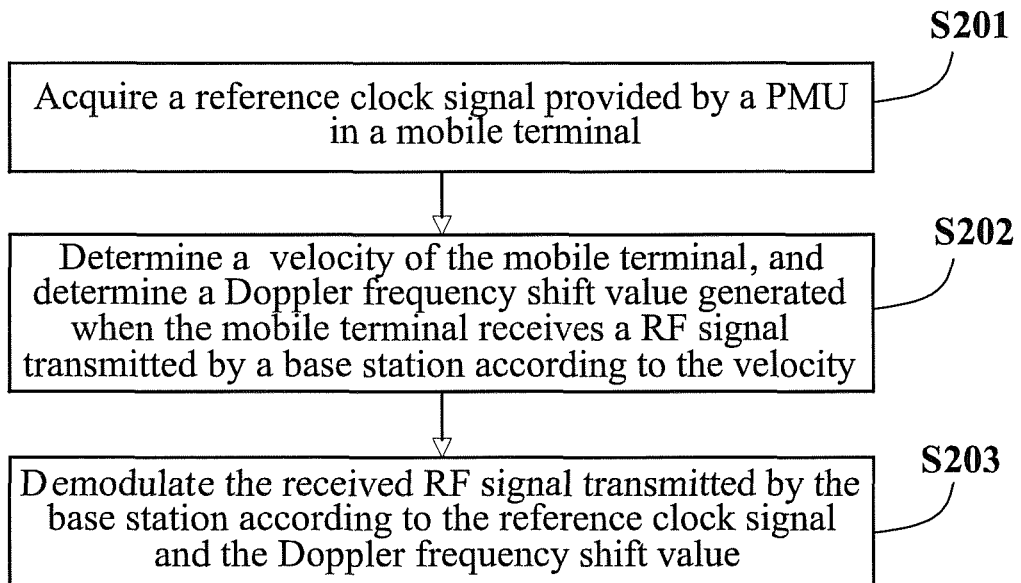 S201
Acquire a reference clock signal provided by a PMU
in a mobile terminal
S202
Determine a velocity of the mobile terminal, and
determine a Doppler frequency shift value generated
when the mobile terminal receives a RF signal
transmitted by a base station according to the velocity
S203
Demodulate the received RF signal transmitted by the
base station according to the reference clock signal
and the Doppler frequency shift value